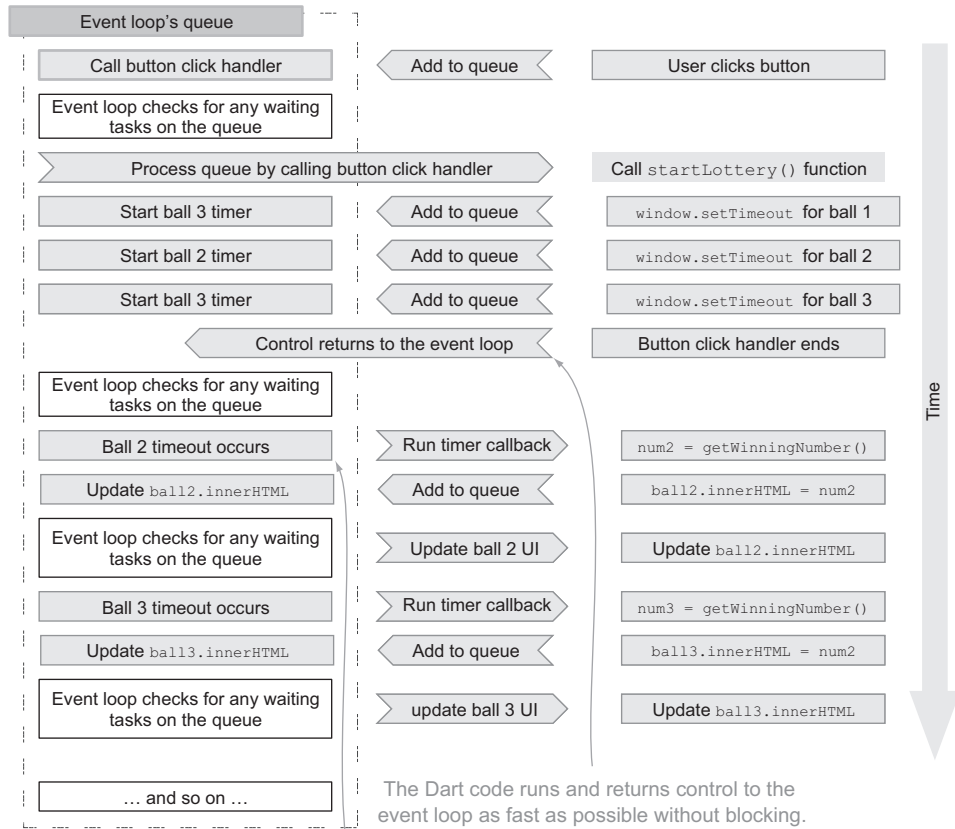 Event loop's queue
Call button click handler
Add to queue
User clicks button
Event loop checks for any waiting
tasks on the queue
Process queue by calling button click handler
Call startLottery() function
Start ball 3 timer
Add to queue
window.setTimeout for ball 1
Start ball 2 timer
Add to queue
window.setTimeout for ball 2
Start ball 3 timer
Add to queue
window.setTimeout for ball 3
Control returns to the event loop
Button click handler ends
Event loop checks for any waiting
tasks on the queue
Ball 2 timeout occurs
Run timer callback
num2 = getWinningNumber()
Update ball2.innerHTML
Add to queue
ball2.innerHTML = num2
Event loop checks for any waiting
tasks on the queue
Update ball 2 UI
Update ball2.innerHTML
Ball 3 timeout occurs
Run timer callback
num3 = getWinningNumber()
Update ball3.innerHTML
Add to queue
ball3.innerHTML = num2
Event loop checks for any waiting
tasks on the queue
update ball 3 UI
Update ball3.innerHTML
… and so on …
Time
The Dart code runs and returns control to the
event loop as fast as possible without blocking.